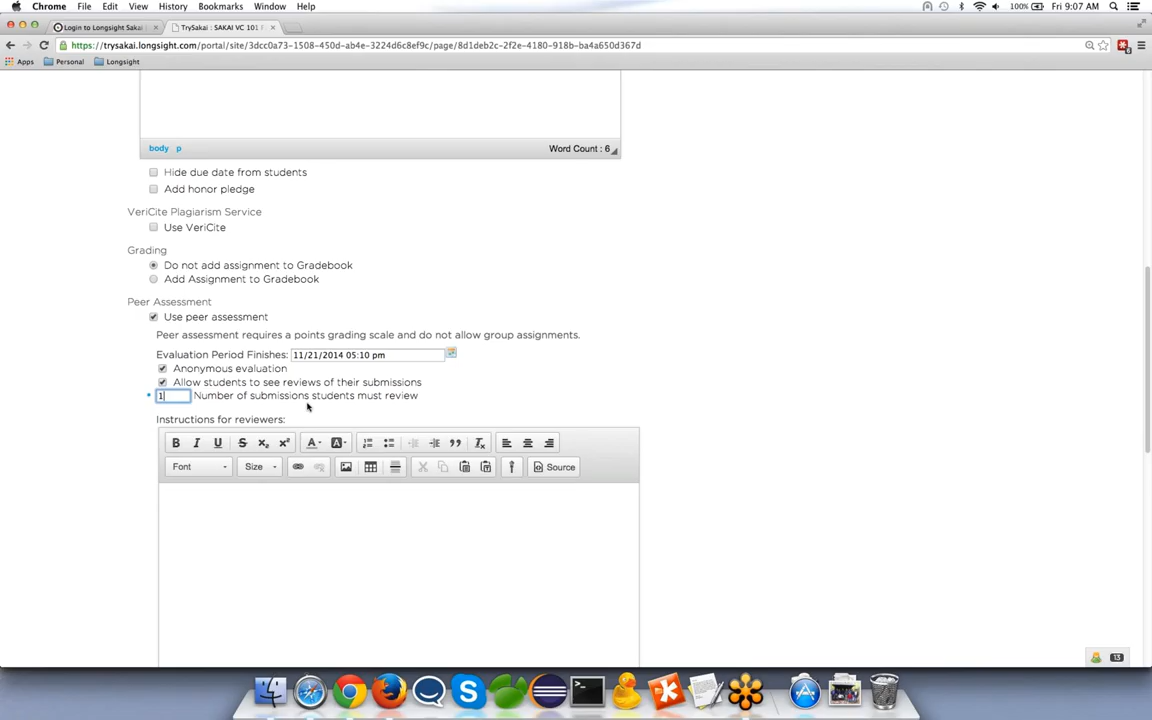 Chrome File Edit View History Bookmarks Window Help 100% Fri 9:07 AM
Login to Longsight Sakai TrySakai : SAKAI VC 101
https://trysakai.longsight.com/portal/site/3dcc0a73-1508-450d-ab4e-3224d6c8ef9c/page/8d1deb2c-2f2e-4180-918b-ba4a650d367d
Apps Personal Longsight
body p Word Count : 6
Hide due date from students
Add honor pledge
VeriCite Plagiarism Service
Use VeriCite
Grading
Do not add assignment to Gradebook
Add Assignment to Gradebook
Peer Assessment
Use peer assessment
Peer assessment requires a points grading scale and do not allow group assignments.
Evaluation Period Finishes: 11/21/2014 05:10 pm
Anonymous evaluation
Allow students to see reviews of their submissions
1 Number of submissions students must review
Instructions for reviewers:
B I U S x₂ x² A A
Font Size Source
13